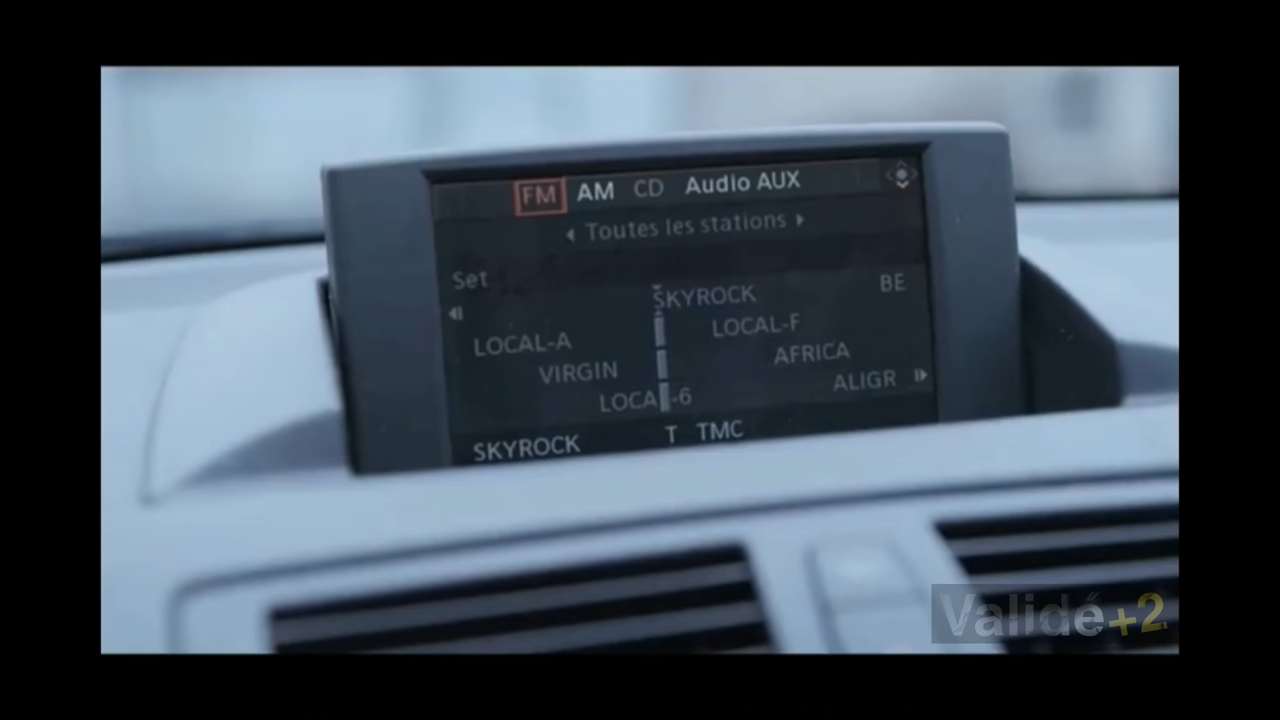 FM AM CD Audio AUX
Toutes les stations
Set
SKYROCK BE
LOCAL-A LOCAL-F
VIRGIN AFRICA
LOCA -6 ALIGR
SKYROCK T TMC
Validé+2